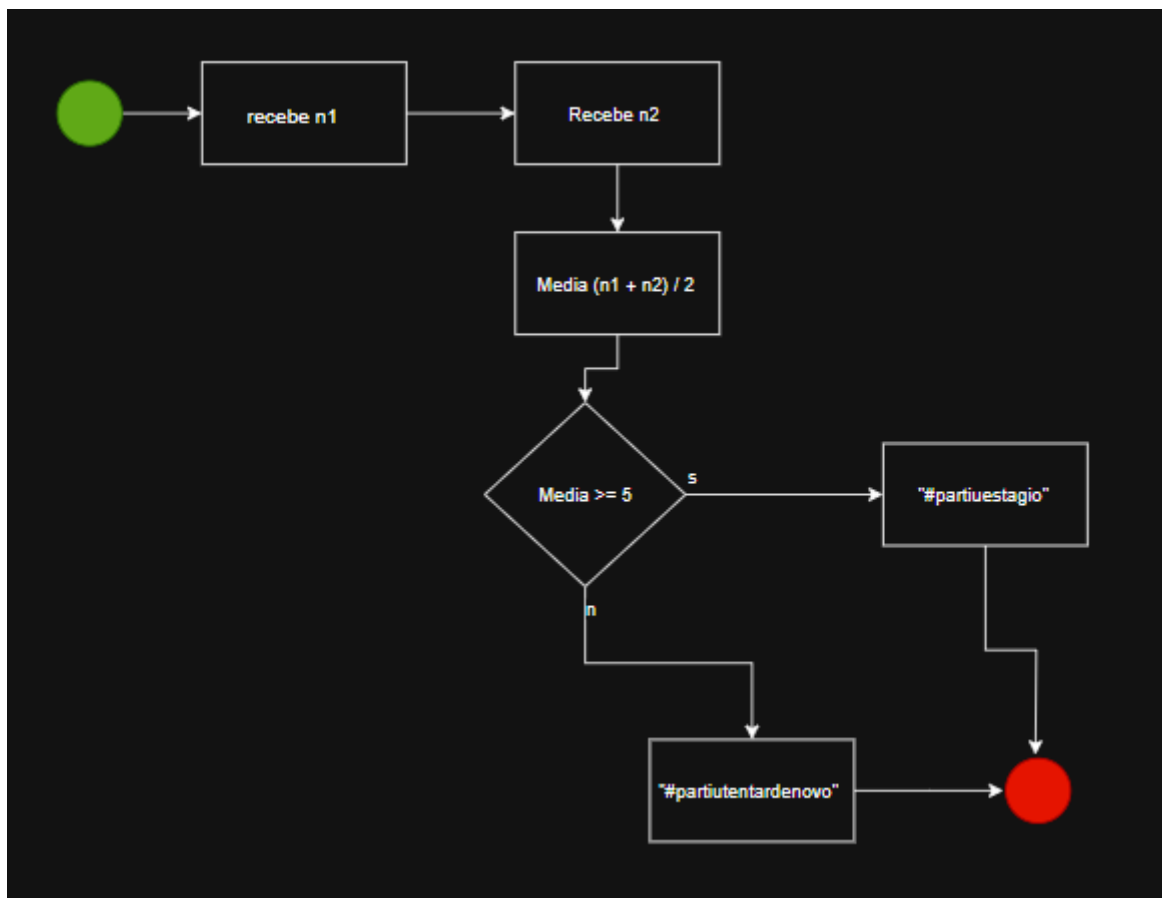 recebe n1
Recebe n2
Media (n1 + n2) / 2
Media >= 5
s
"#partiuestagio"
n
"#partiutentardenovo"